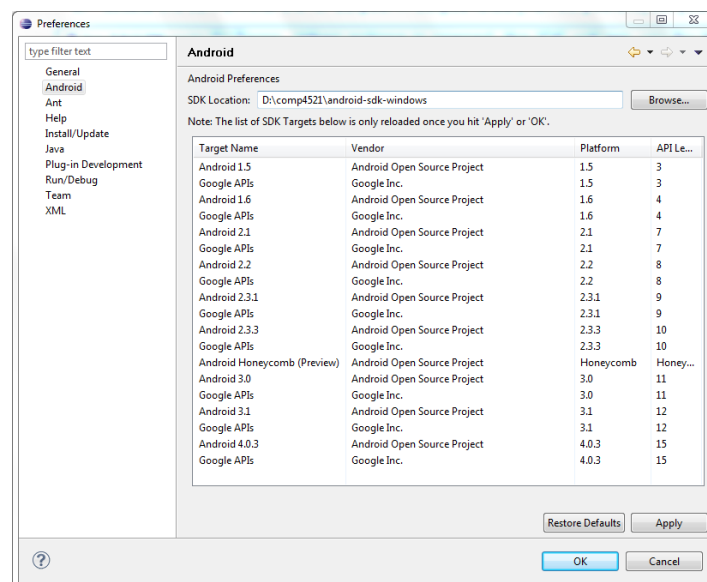 Preferences
type filter text
General
Android
Ant
Help
Install/Update
Java
Plug-in Development
Run/Debug
Team
XML
Android
Android Preferences
SDK Location: D:\comp4521\android-sdk-windows Browse...
Note: The list of SDK Targets below is only reloaded once you hit 'Apply' or 'OK'.
Target Name Vendor Platform API Le...
Android 1.5 Android Open Source Project 1.5 3
Google APIs Google Inc. 1.5 3
Android 1.6 Android Open Source Project 1.6 4
Google APIs Google Inc. 1.6 4
Android 2.1 Android Open Source Project 2.1 7
Google APIs Google Inc. 2.1 7
Android 2.2 Android Open Source Project 2.2 8
Google APIs Google Inc. 2.2 8
Android 2.3.1 Android Open Source Project 2.3.1 9
Google APIs Google Inc. 2.3.1 9
Android 2.3.3 Android Open Source Project 2.3.3 10
Google APIs Google Inc. 2.3.3 10
Android Honeycomb (Preview) Android Open Source Project Honeycomb Honey...
Android 3.0 Android Open Source Project 3.0 11
Google APIs Google Inc. 3.0 11
Android 3.1 Android Open Source Project 3.1 12
Google APIs Google Inc. 3.1 12
Android 4.0.3 Android Open Source Project 4.0.3 15
Google APIs Google Inc. 4.0.3 15
Restore Defaults Apply
? OK Cancel